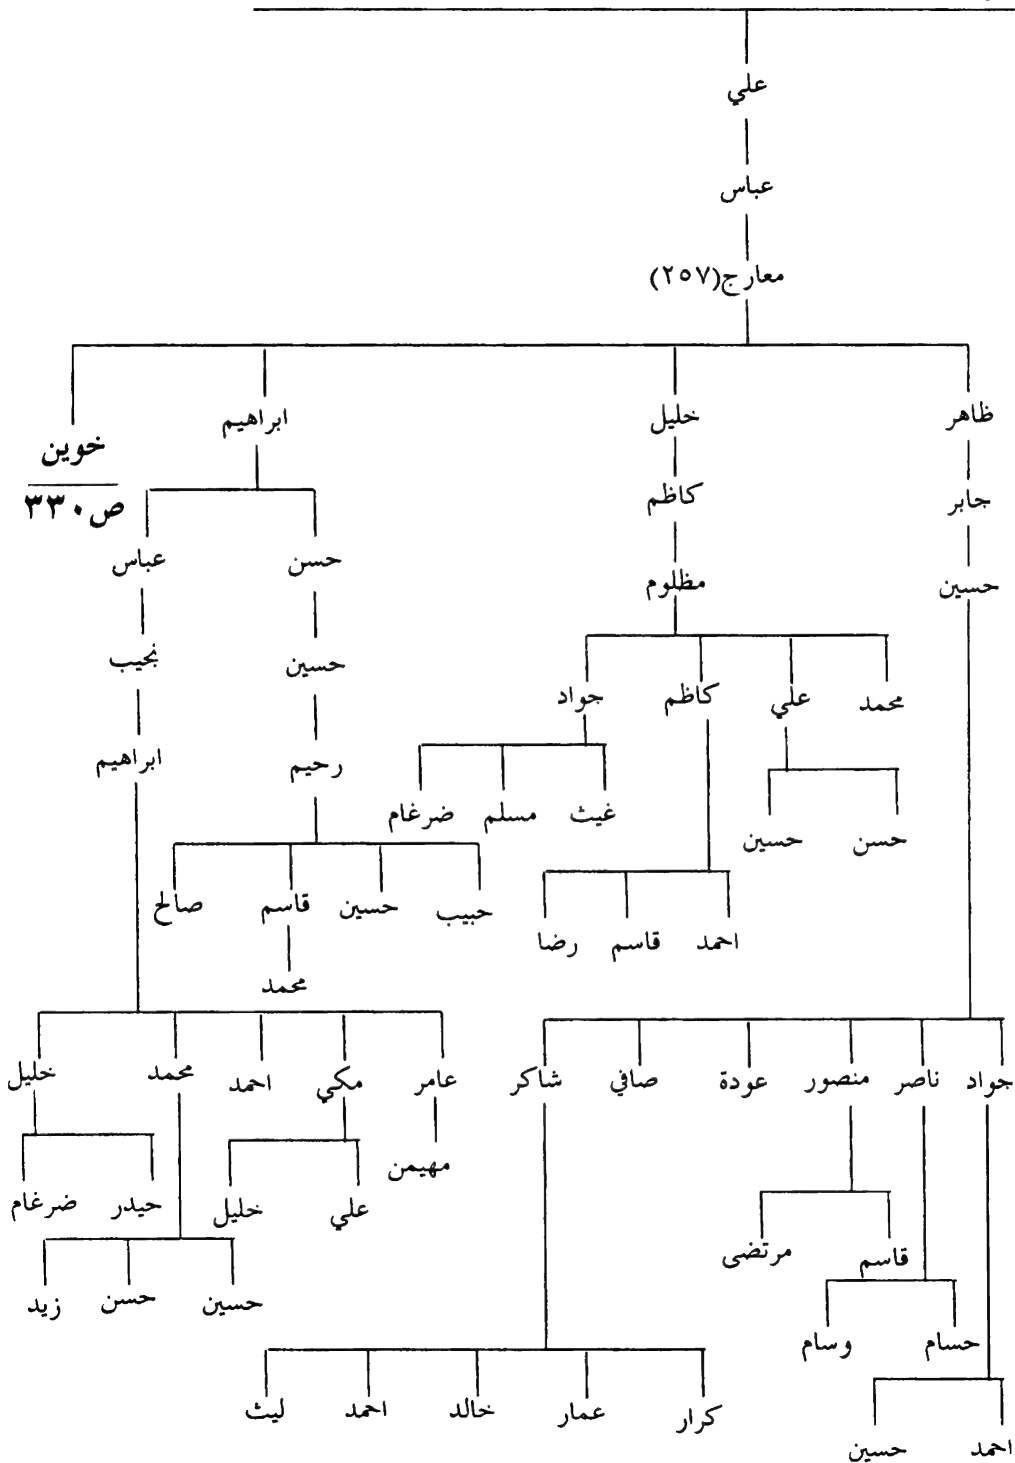 علي
عباس
معارج(٢٥٧)
ظاهر خليل ابراهيم خوين
ص٣٣٠
جابر كاظم
حسين مظلوم حسن عباس
محمد علي كاظم جواد حسين نجيب
رحيم ابراهيم
حسن حسين غيث مسلم ضرغام
احمد قاسم رضا حبيب حسين قاسم صالح
محمد
جواد ناصر منصور عودة صافي شاكر عامر مكي احمد محمد خليل
مهيمن
علي خليل حيدر ضرغام
قاسم مرتضى
حسين حسن زيد
حسام وسام
كرار عمار خالد احمد ليث
احمد حسين